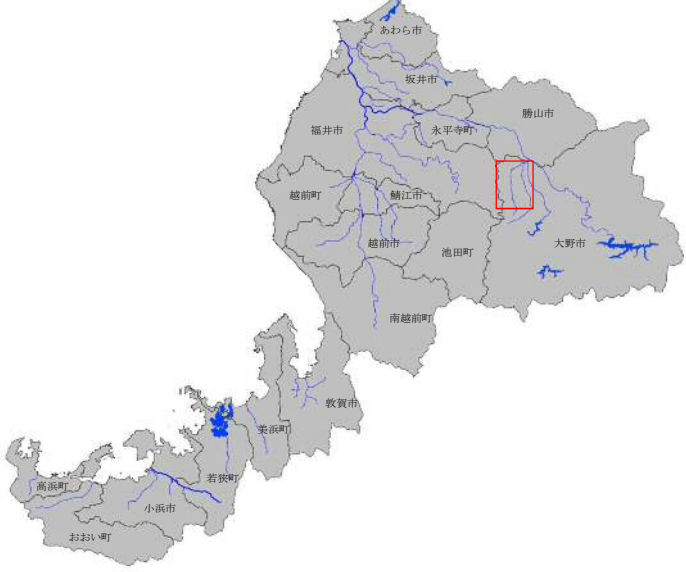 あわら市
坂井市
勝山市
福井市
永平寺町
越前町
鯖江市
越前市
池田町
大野市
南越前町
敦賀市
美浜町
若狭町
高浜町
小浜市
おおい町